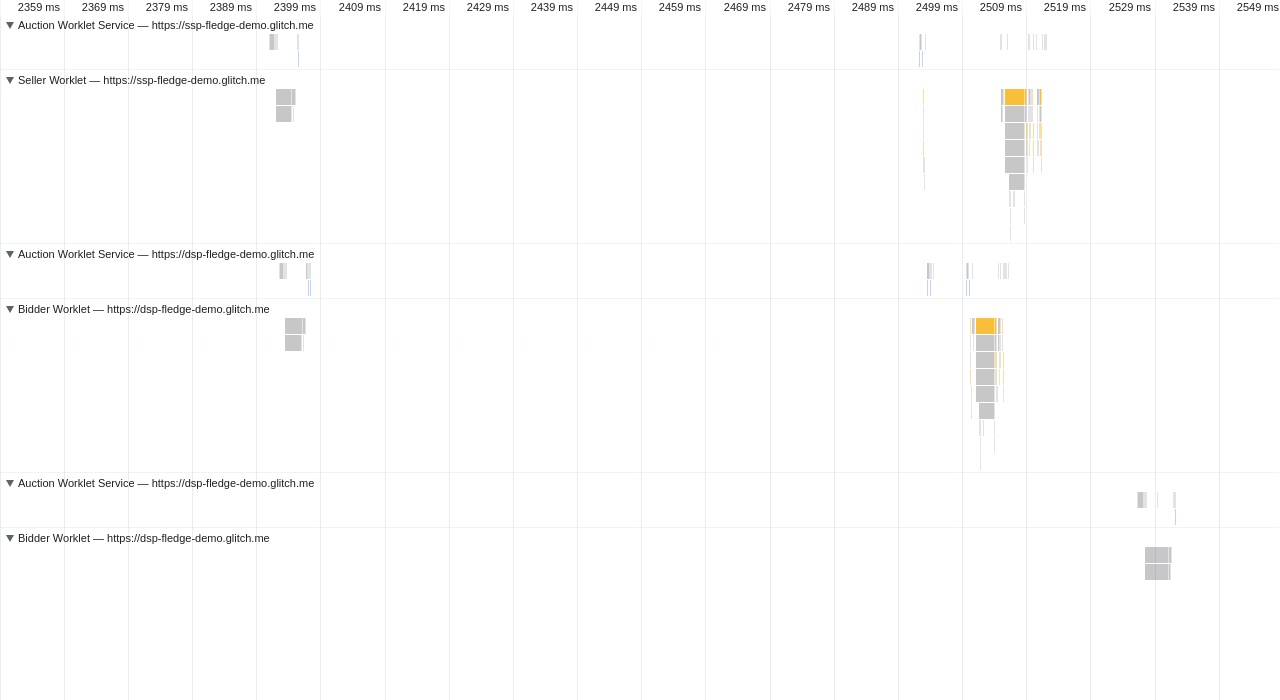 2359 ms 2369 ms 2379 ms 2389 ms 2399 ms 2409 ms 2419 ms 2429 ms 2439 ms 2449 ms 2459 ms 2469 ms 2479 ms 2489 ms 2499 ms 2509 ms 2519 ms 2529 ms 2539 ms 2549 ms
Auction Worklet Service — https://ssp-fledge-demo.glitch.me
Seller Worklet — https://ssp-fledge-demo.glitch.me
Auction Worklet Service — https://dsp-fledge-demo.glitch.me
Bidder Worklet — https://dsp-fledge-demo.glitch.me
Auction Worklet Service — https://dsp-fledge-demo.glitch.me
Bidder Worklet — https://dsp-fledge-demo.glitch.me